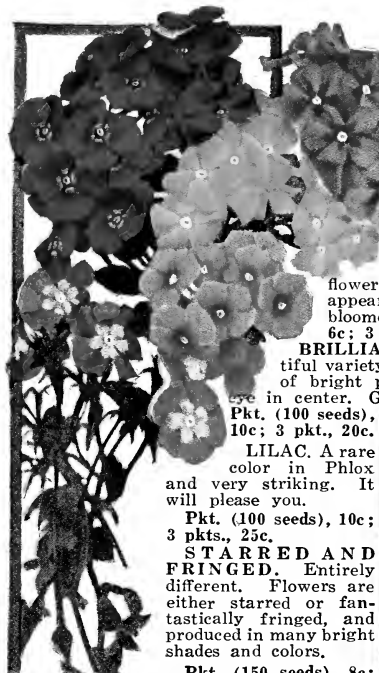 flower
appear
bloome
6c; 3
BRILLIA
tiful variety
of bright p
eye in center. G
Pkt. (100 seeds),
10c; 3 pkt., 20c.
LILAC. A rare
color in Phlox
and very striking. It
will please you.
Pkt. (100 seeds), 10c;
3 pkts., 25c.
STARRED AND
FRINGED. Entirely
different. Flowers are
either starred or fan-
tastically fringed, and
produced in many bright
shades and colors.
Pkt. (150 seeds), 8c;